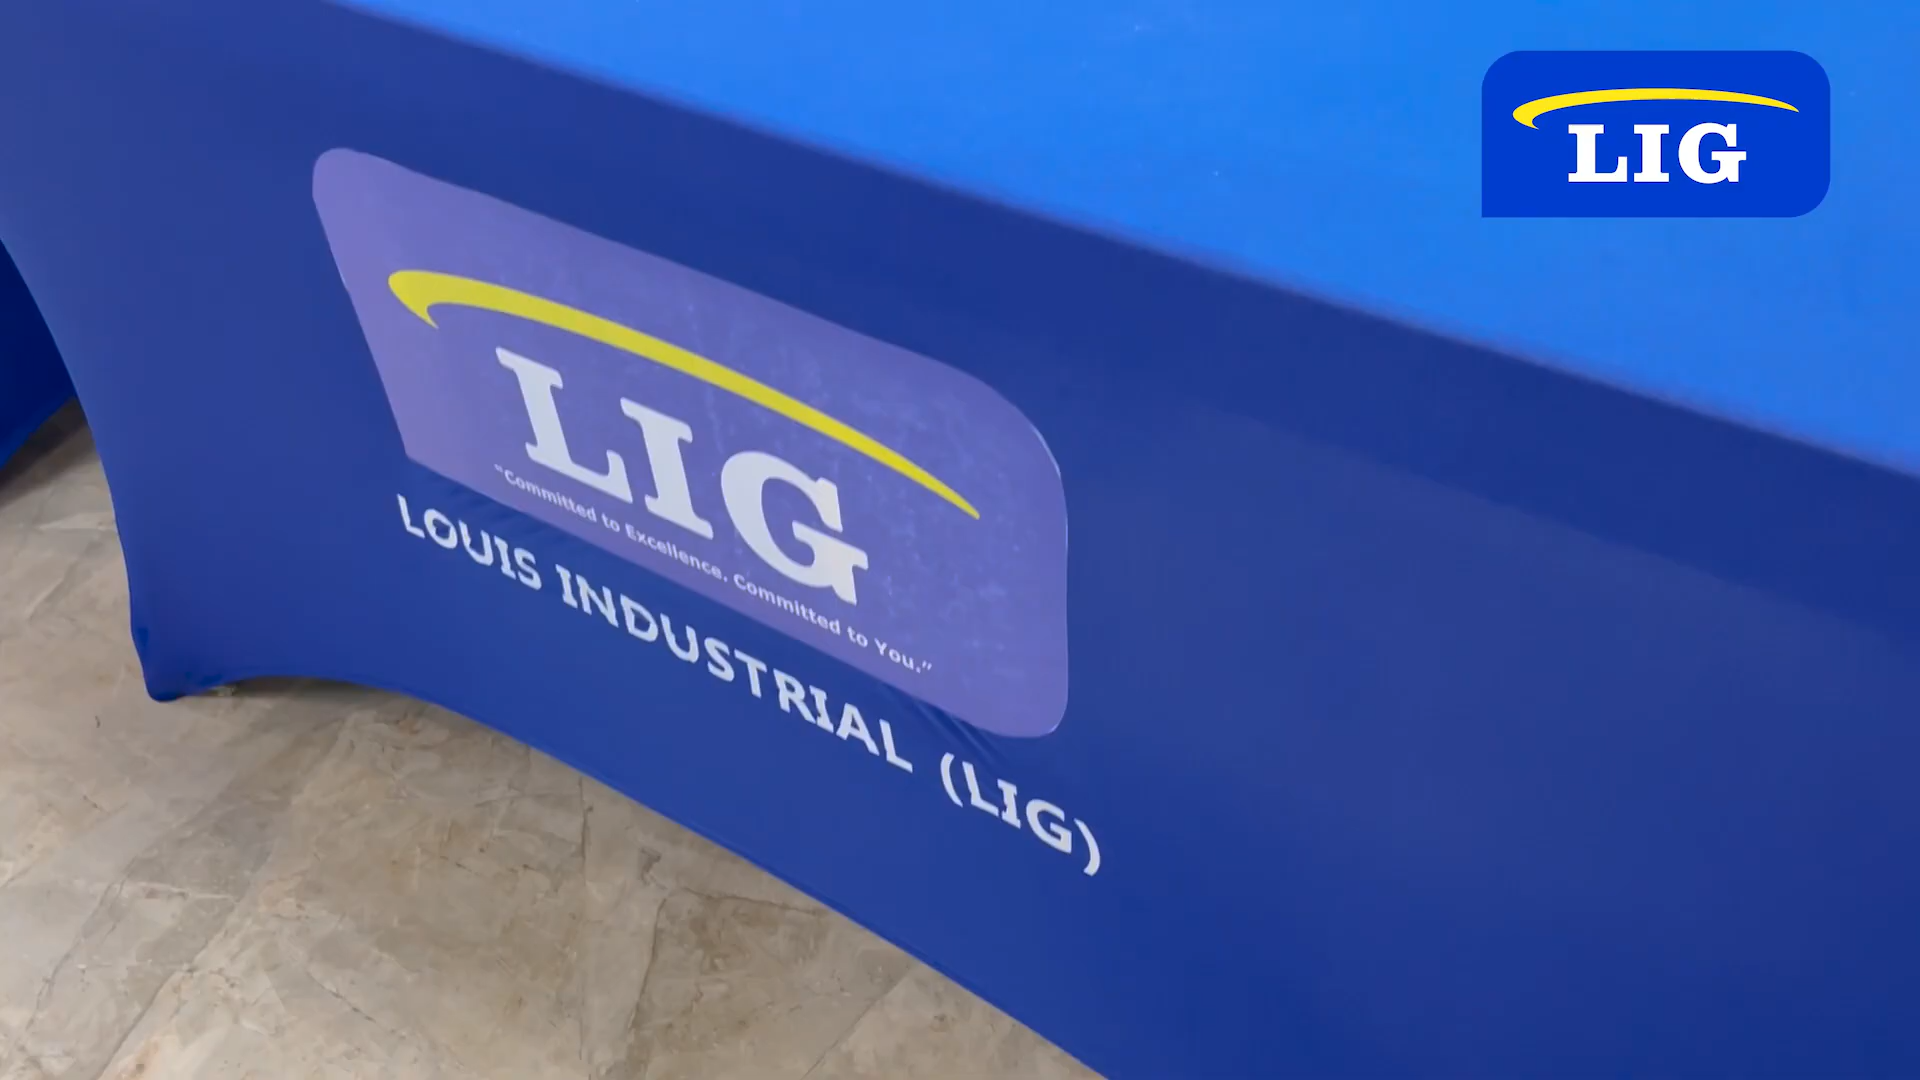 LIG
LIG
"Committed to Excellence, Committed to You."
LOUIS INDUSTRIAL (LIG)